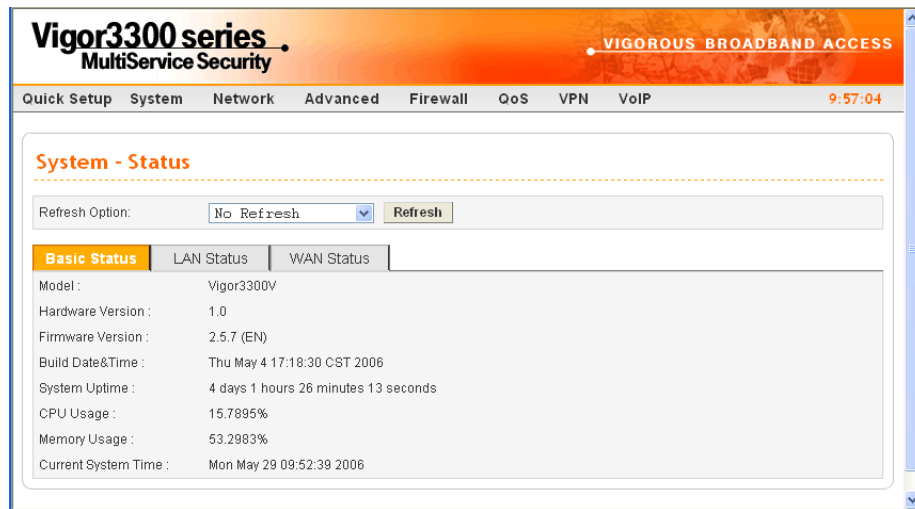 Vigor3300 series
MultiService Security
VIGOROUS BROADBAND ACCESS
Quick Setup System Network Advanced Firewall QoS VPN VoIP 9:57:04
System - Status
Refresh Option: No Refresh Refresh
Basic Status LAN Status WAN Status
Model : Vigor3300V
Hardware Version : 1.0
Firmware Version : 2.5.7 (EN)
Build Date&Time : Thu May 4 17:18:30 CST 2006
System Uptime : 4 days 1 hours 26 minutes 13 seconds
CPU Usage : 15.7895%
Memory Usage : 53.2983%
Current System Time : Mon May 29 09:52:39 2006